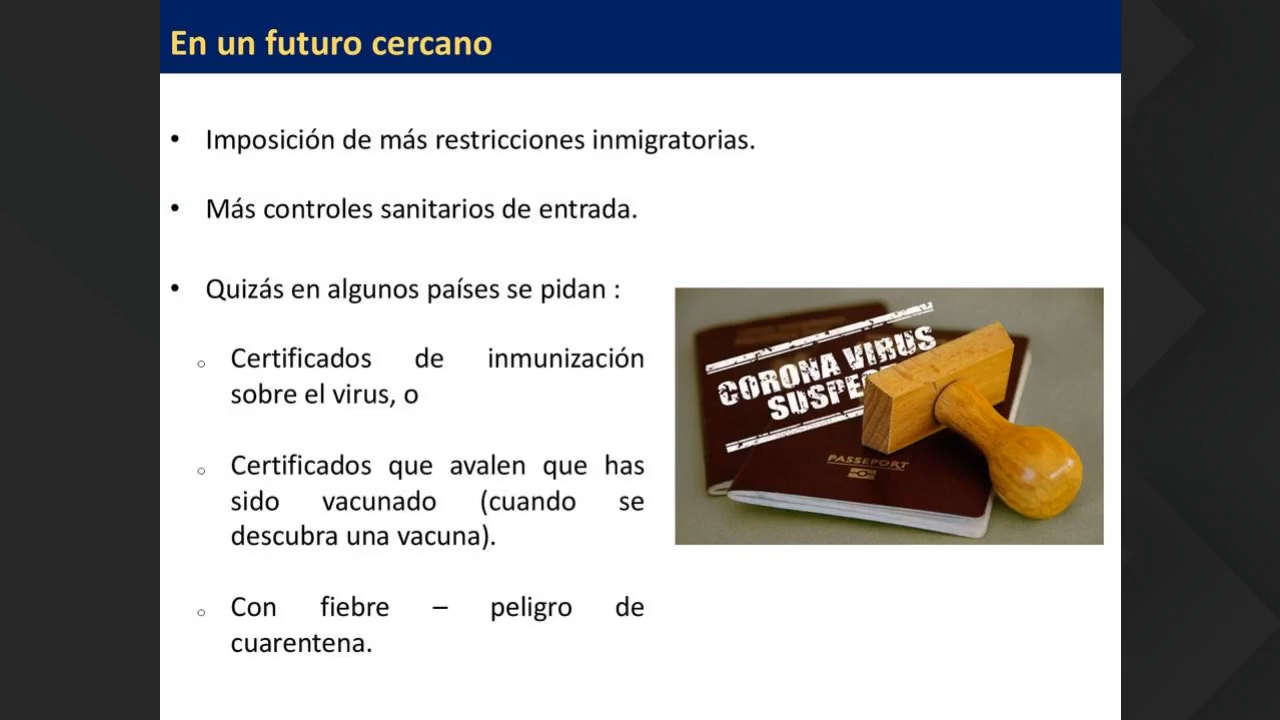 En un futuro cercano
• Imposición de más restricciones inmigratorias.
• Más controles sanitarios de entrada.
• Quizás en algunos países se pidan :
o Certificados de inmunización
sobre el virus, o
o Certificados que avalen que has
sido vacunado (cuando se
descubra una vacuna).
o Con fiebre – peligro de
cuarentena.
CORONA VIRUS
PASSEPORT